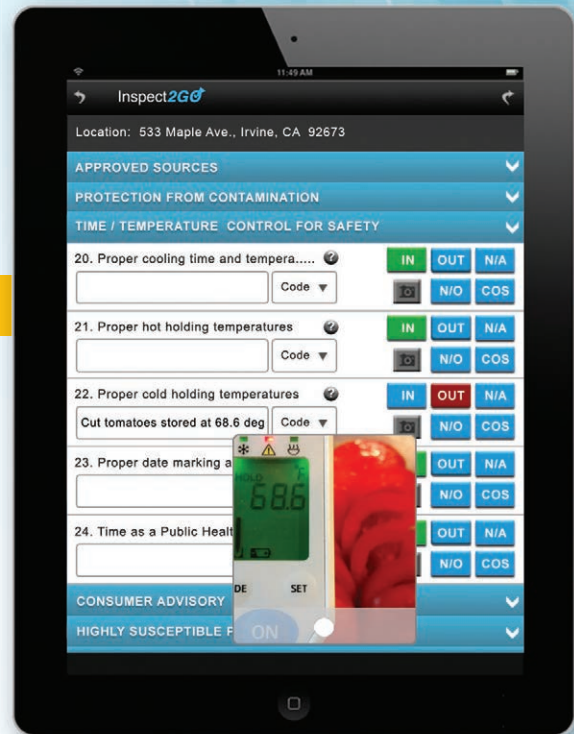 11:49 AM
Inspect2GO
Location: 533 Maple Ave., Irvine, CA 92673
APPROVED SOURCES
PROTECTION FROM CONTAMINATION
TIME / TEMPERATURE CONTROL FOR SAFETY
20. Proper cooling time and tempera..... ? IN OUT N/A
Code N/O COS
21. Proper hot holding temperatures ? IN OUT N/A
Code N/O COS
22. Proper cold holding temperatures ? IN OUT N/A
Cut tomatoes stored at 68.6 deg Code N/O COS
23. Proper date marking a OUT N/A
N/O COS
24. Time as a Public Healt OUT N/A
N/O COS
HOLD F
68.6
DE SET
ON
CONSUMER ADVISORY
HIGHLY SUSCEPTIBLE